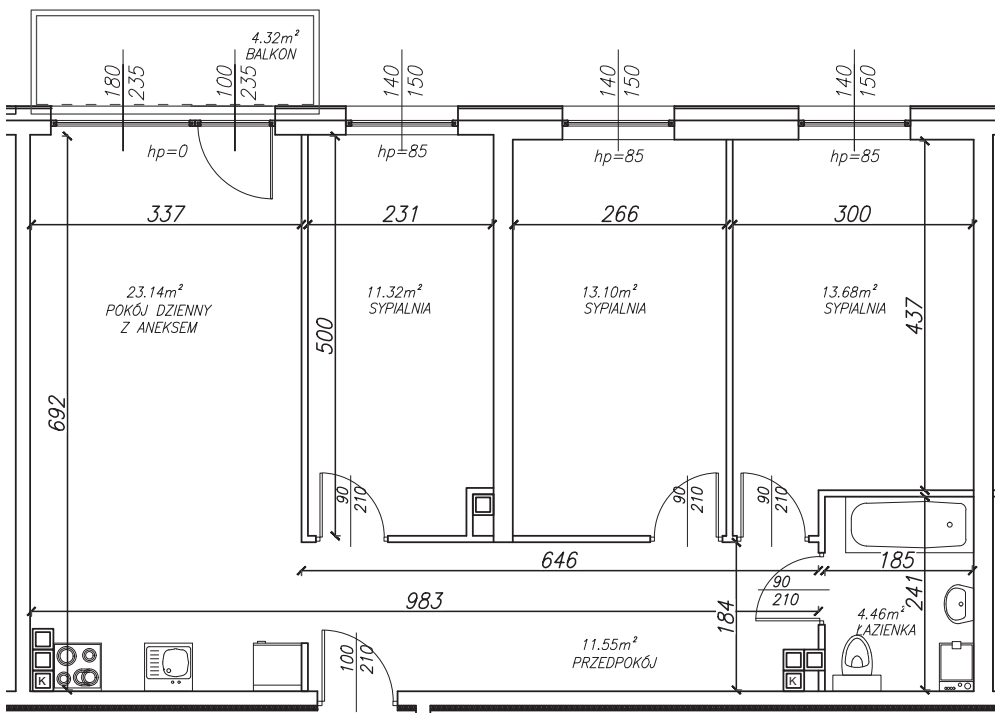 4.32m²
BALKON
180
235
100
235
140
150
140
150
140
150
hp=0
hp=85
hp=85
hp=85
337
231
266
300
23.14m²
POKÓJ DZIENNY
Z ANEKSEM
11.32m²
SYPIALNIA
13.10m²
SYPIALNIA
13.68m²
SYPIALNIA
437
500
692
90
210
90
210
90
210
646
185
90
210
983
184
241
4.46m²
ŁAZIENKA
11.55m²
PRZEDPOKÓJ
100
210
K
K